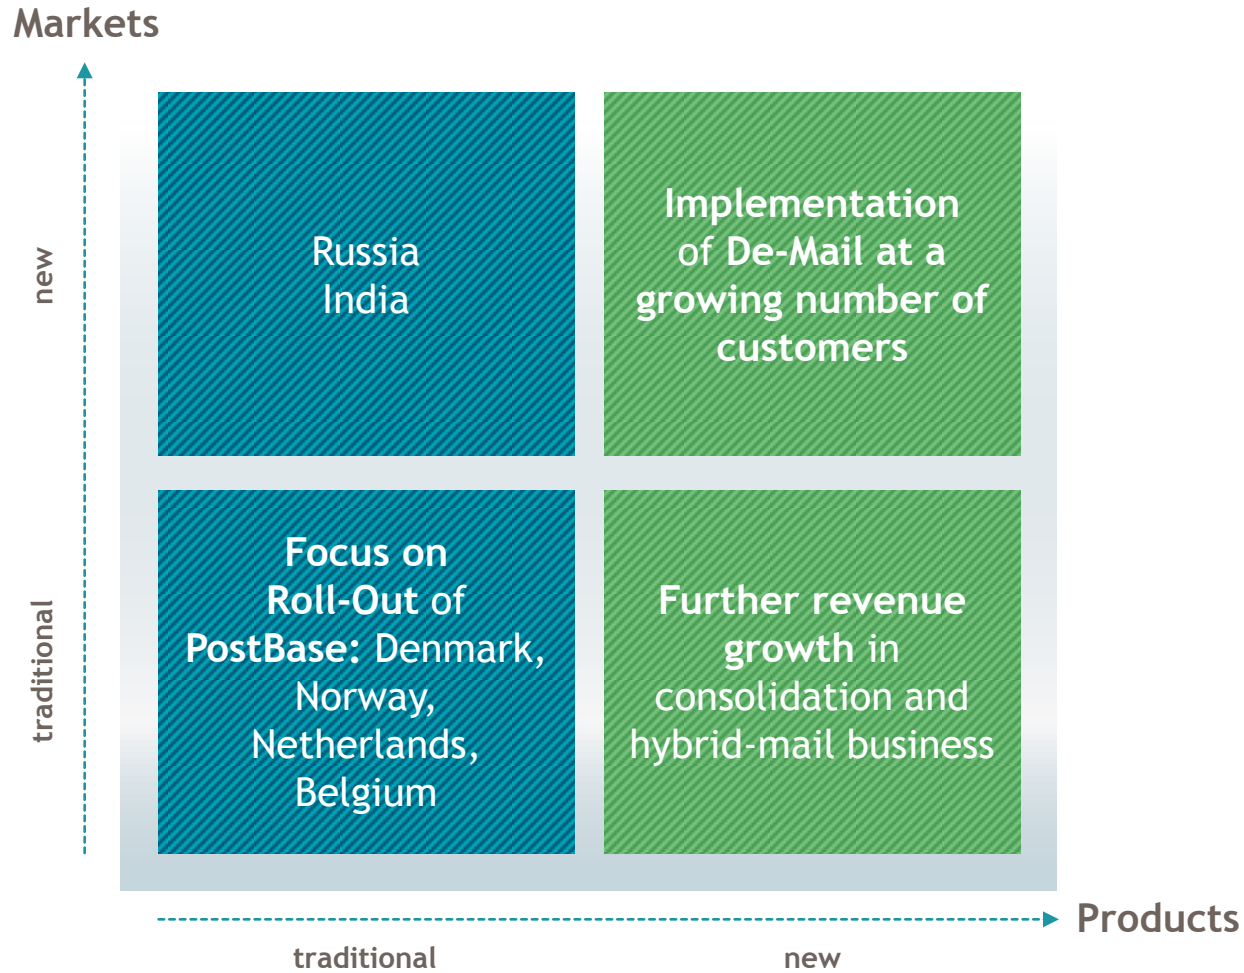 Markets
new
Russia
India
Implementation
of De-Mail at a
growing number of
customers
traditional
Focus on
Roll-Out of
PostBase: Denmark,
Norway,
Netherlands,
Belgium
Further revenue
growth in
consolidation and
hybrid-mail business
Products
traditional
new